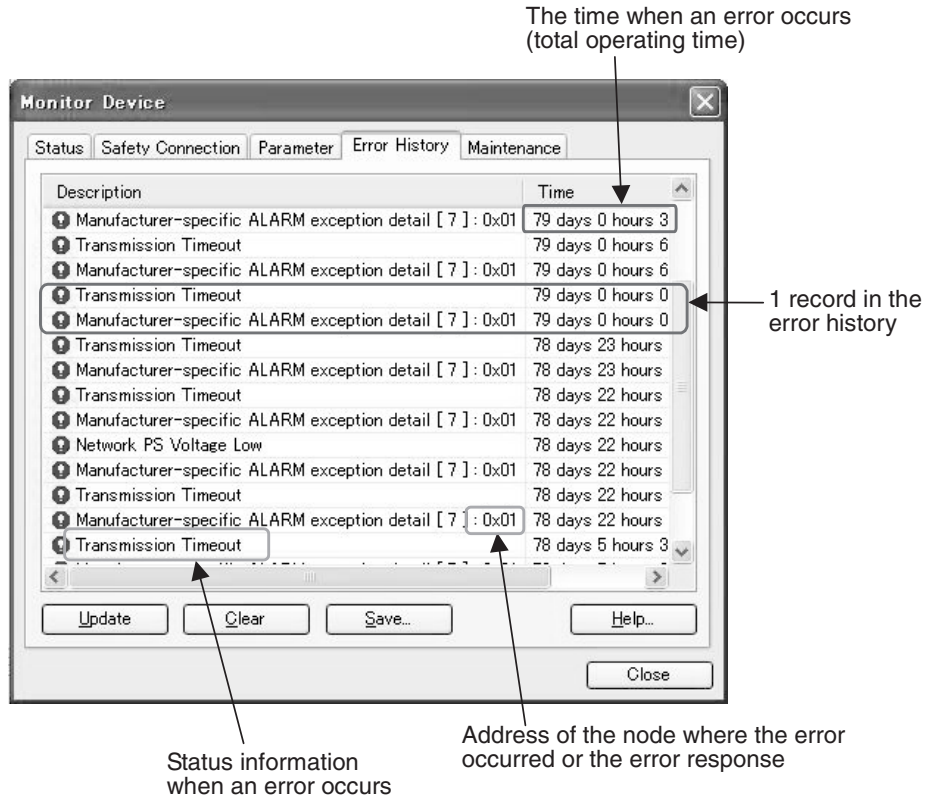 The time when an error occurs
(total operating time)
Monitor Device
Status Safety Connection Parameter Error History Maintenance
Description Time
Manufacturer-specific ALARM exception detail [ 7 ] : 0x01 79 days 0 hours 3
Transmission Timeout 79 days 0 hours 6
Manufacturer-specific ALARM exception detail [ 7 ] : 0x01 79 days 0 hours 6
Transmission Timeout 79 days 0 hours 0
Manufacturer-specific ALARM exception detail [ 7 ] : 0x01 79 days 0 hours 0
1 record in the
error history
Transmission Timeout 78 days 23 hours
Manufacturer-specific ALARM exception detail [ 7 ] : 0x01 78 days 23 hours
Transmission Timeout 78 days 22 hours
Manufacturer-specific ALARM exception detail [ 7 ] : 0x01 78 days 22 hours
Network PS Voltage Low 78 days 22 hours
Manufacturer-specific ALARM exception detail [ 7 ] : 0x01 78 days 22 hours
Transmission Timeout 78 days 22 hours
Manufacturer-specific ALARM exception detail [ 7 ] : 0x01 78 days 22 hours
Transmission Timeout 78 days 5 hours 3
Update Clear Save... Help...
Close
Address of the node where the error
occurred or the error response
Status information
when an error occurs